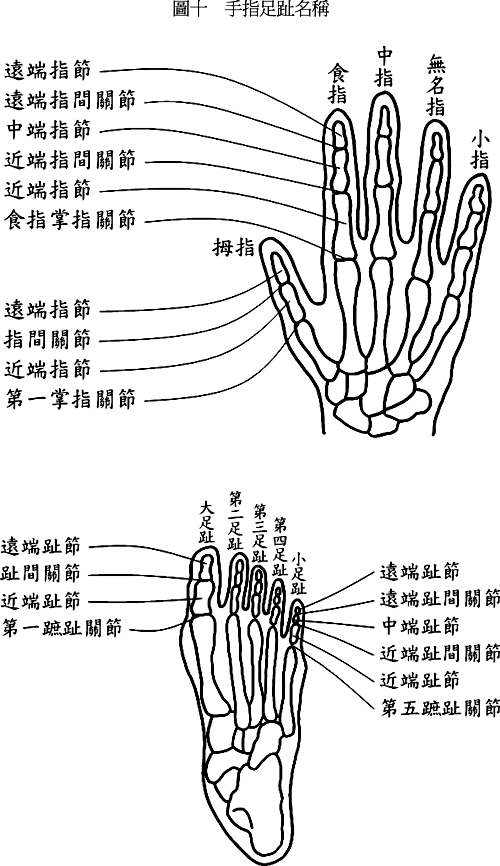 圖十　手指足趾名稱
食指
中指
無名指
小指
拇指
遠端指節
遠端指間關節
中端指節
近端指間關節
近端指節
食指掌指關節
遠端指節
指間關節
近端指節
第一掌指關節
大足趾
第二足趾
第三足趾
第四足趾
小足趾
遠端趾節
趾間關節
近端趾節
第一蹠趾關節
遠端趾節
遠端趾間關節
中端趾節
近端趾間關節
近端趾節
第五蹠趾關節